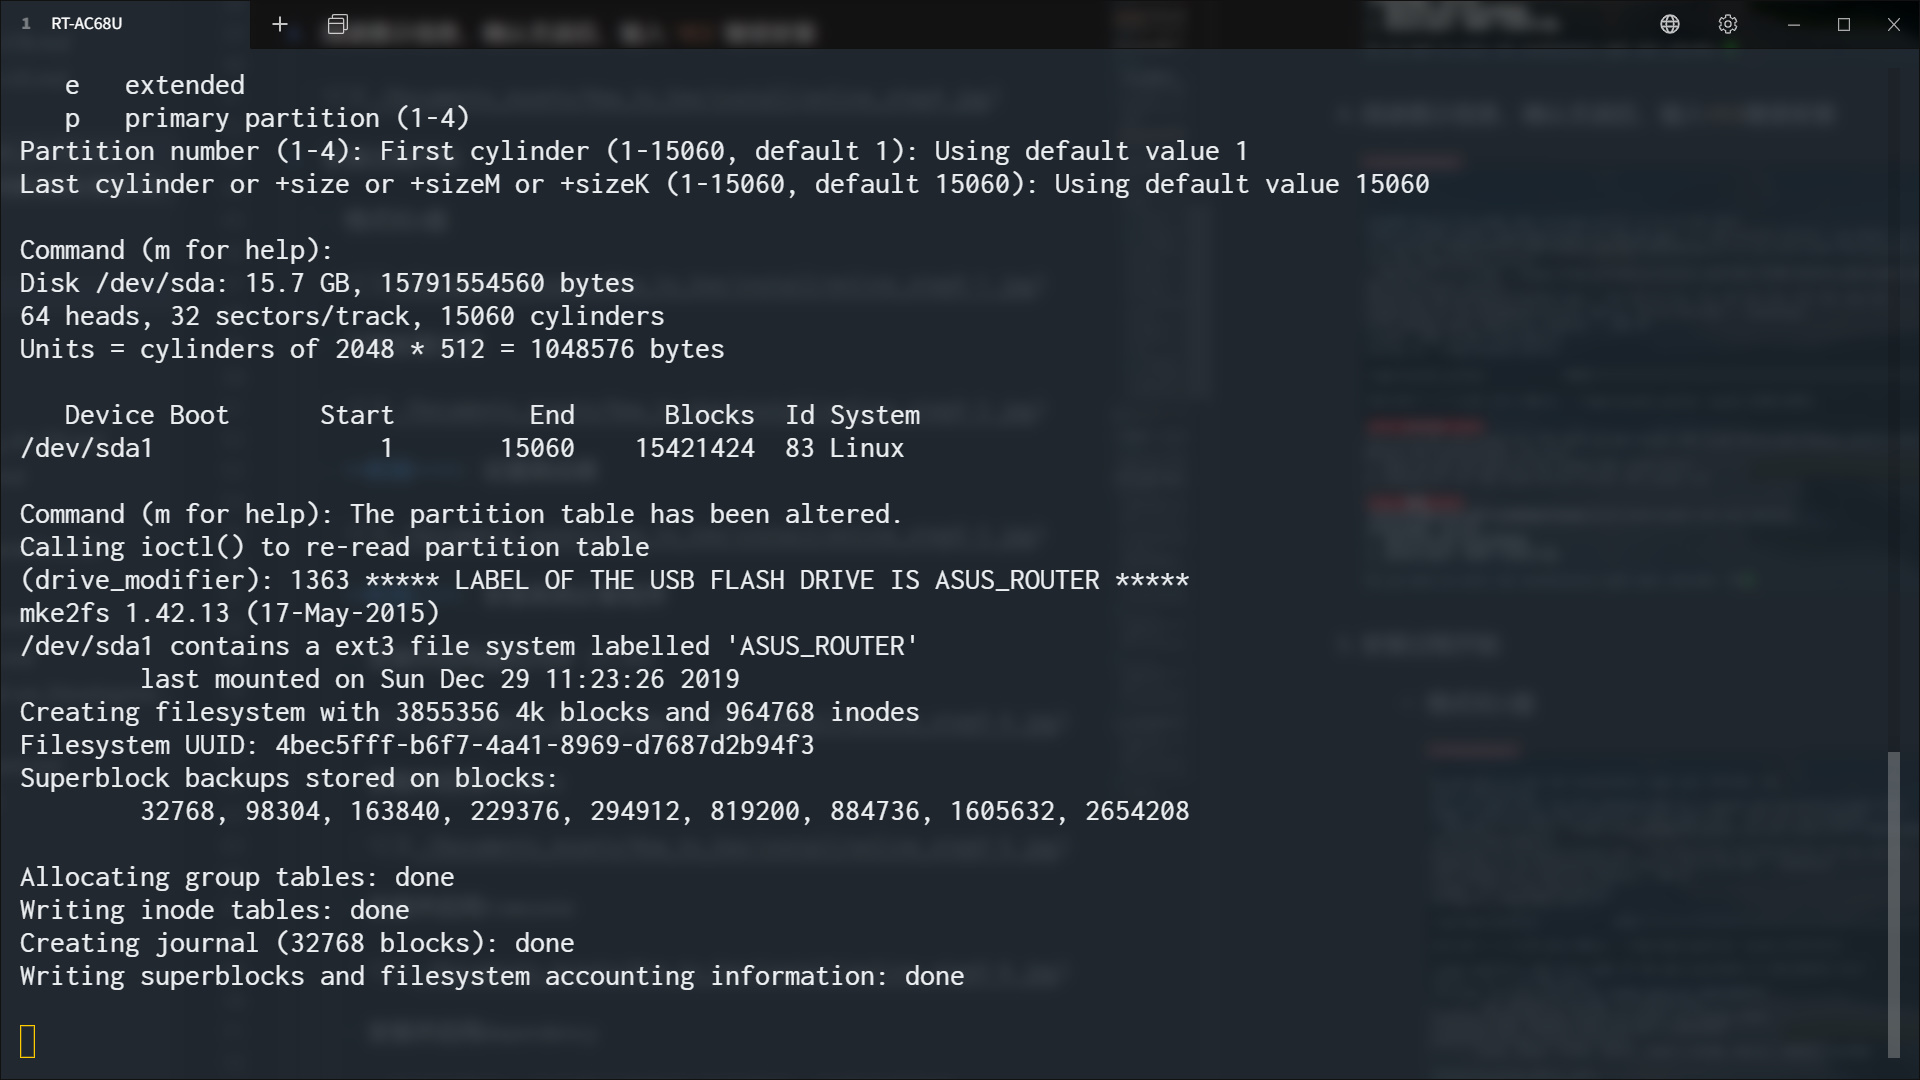 1 RT-AC68U
e extended
p primary partition (1-4)
Partition number (1-4): First cylinder (1-15060, default 1): Using default value 1
Last cylinder or +size or +sizeM or +sizeK (1-15060, default 15060): Using default value 15060
Command (m for help):
Disk /dev/sda: 15.7 GB, 15791554560 bytes
64 heads, 32 sectors/track, 15060 cylinders
Units = cylinders of 2048 * 512 = 1048576 bytes
Device Boot Start End Blocks Id System
/dev/sda1 1 15060 15421424 83 Linux
Command (m for help): The partition table has been altered.
Calling ioctl() to re-read partition table
(drive_modifier): 1363 ***** LABEL OF THE USB FLASH DRIVE IS ASUS_ROUTER *****
mke2fs 1.42.13 (17-May-2015)
/dev/sda1 contains a ext3 file system labelled 'ASUS_ROUTER'
last mounted on Sun Dec 29 11:23:26 2019
Creating filesystem with 3855356 4k blocks and 964768 inodes
Filesystem UUID: 4bec5fff-b6f7-4a41-8969-d7687d2b94f3
Superblock backups stored on blocks:
32768, 98304, 163840, 229376, 294912, 819200, 884736, 1605632, 2654208
Allocating group tables: done
Writing inode tables: done
Creating journal (32768 blocks): done
Writing superblocks and filesystem accounting information: done